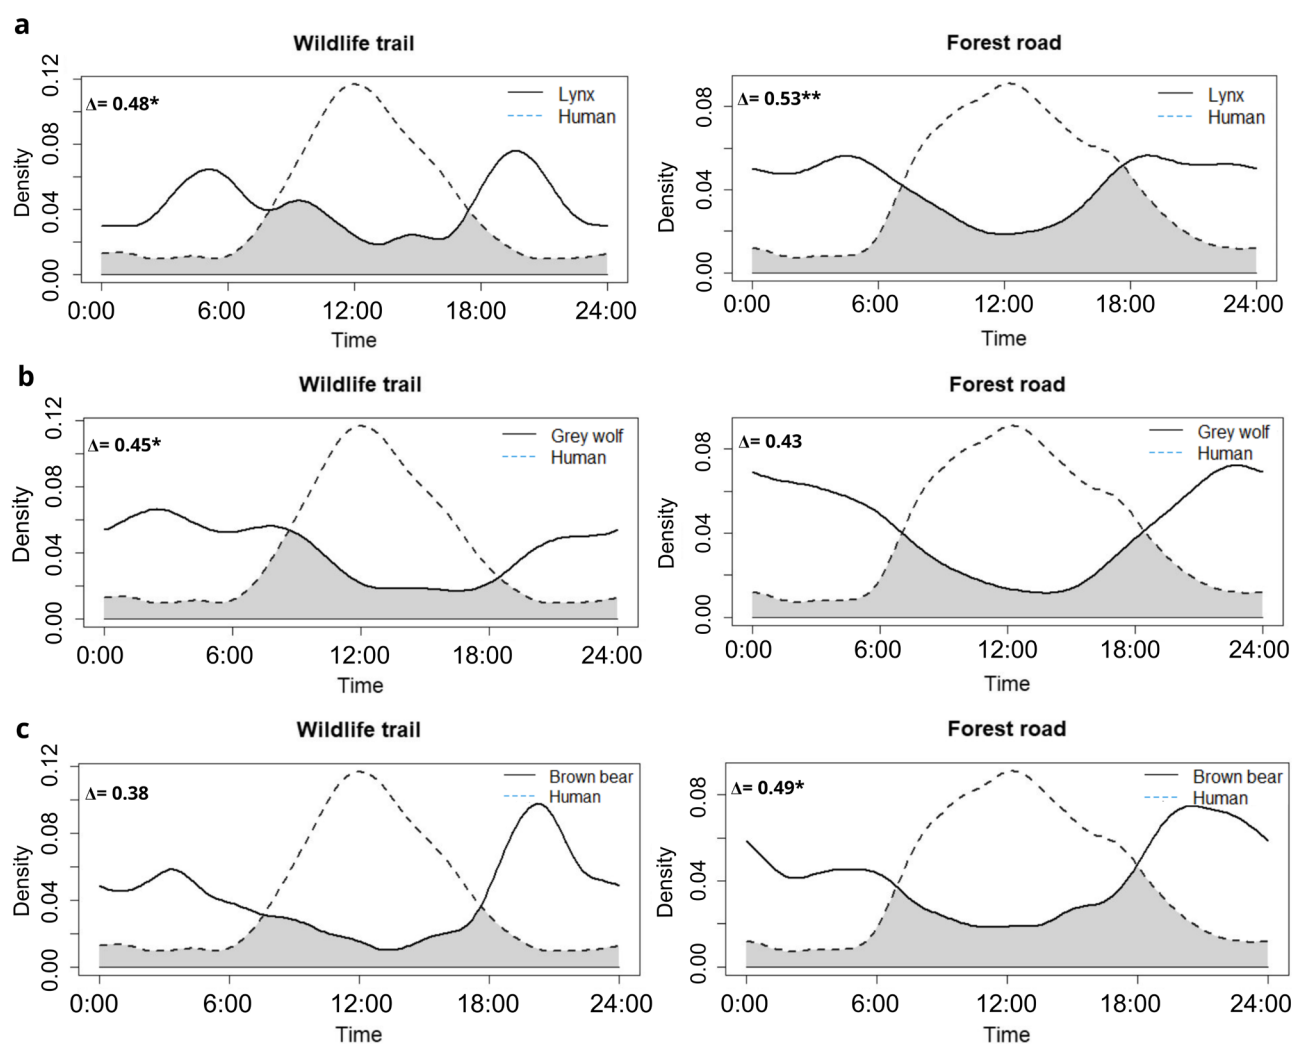 a
Wildlife trail
Δ= 0.48*
Lynx
Human
Density
0.00
0.04
0.08
0.12
0:00 6:00 12:00 18:00 24:00
Time
Forest road
Δ= 0.53**
Lynx
Human
Density
0.00
0.04
0.08
0:00 6:00 12:00 18:00 24:00
Time
b
Wildlife trail
Δ= 0.45*
Grey wolf
Human
Density
0.00
0.04
0.08
0.12
0:00 6:00 12:00 18:00 24:00
Time
Forest road
Δ= 0.43
Grey wolf
Human
Density
0.00
0.04
0.08
0:00 6:00 12:00 18:00 24:00
Time
c
Wildlife trail
Δ= 0.38
Brown bear
Human
Density
0.00
0.04
0.08
0.12
0:00 6:00 12:00 18:00 24:00
Time
Forest road
Δ= 0.49*
Brown bear
Human
Density
0.00
0.04
0.08
0:00 6:00 12:00 18:00 24:00
Time